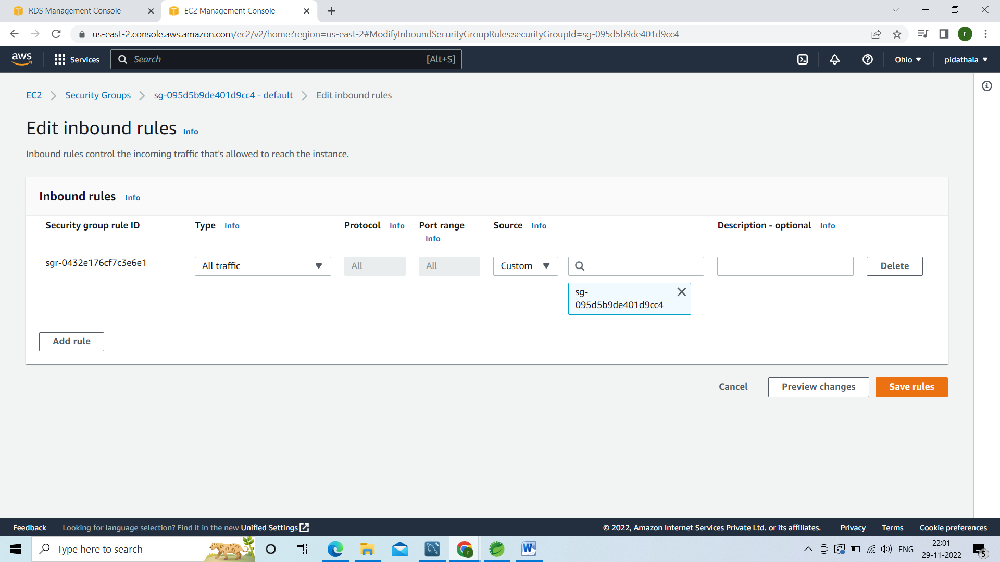 RDS Management Console
EC2 Management Console
us-east-2.console.aws.amazon.com/ec2/v2/home?region=us-east-2#ModifyInboundSecurityGroupRules:securityGroupId=sg-095d5b9de401d9cc4
r
aws
Services
Search
[Alt+S]
Ohio
pidathala
EC2
Security Groups
sg-095d5b9de401d9cc4 - default
Edit inbound rules
Edit inbound rules Info
Inbound rules control the incoming traffic that's allowed to reach the instance.
Inbound rules Info
Security group rule ID
Type Info
Protocol Info
Port range
Info
Source Info
Description - optional Info
sgr-0432e176cf7c3e6e1
All traffic
All
All
Custom
Delete
sg-
095d5b9de401d9cc4
Add rule
Cancel
Preview changes
Save rules
Feedback
Looking for language selection? Find it in the new Unified Settings
© 2022, Amazon Internet Services Private Ltd. or its affiliates.
Privacy
Terms
Cookie preferences
Type here to search
r
W
ENG
22:01
29-11-2022
5